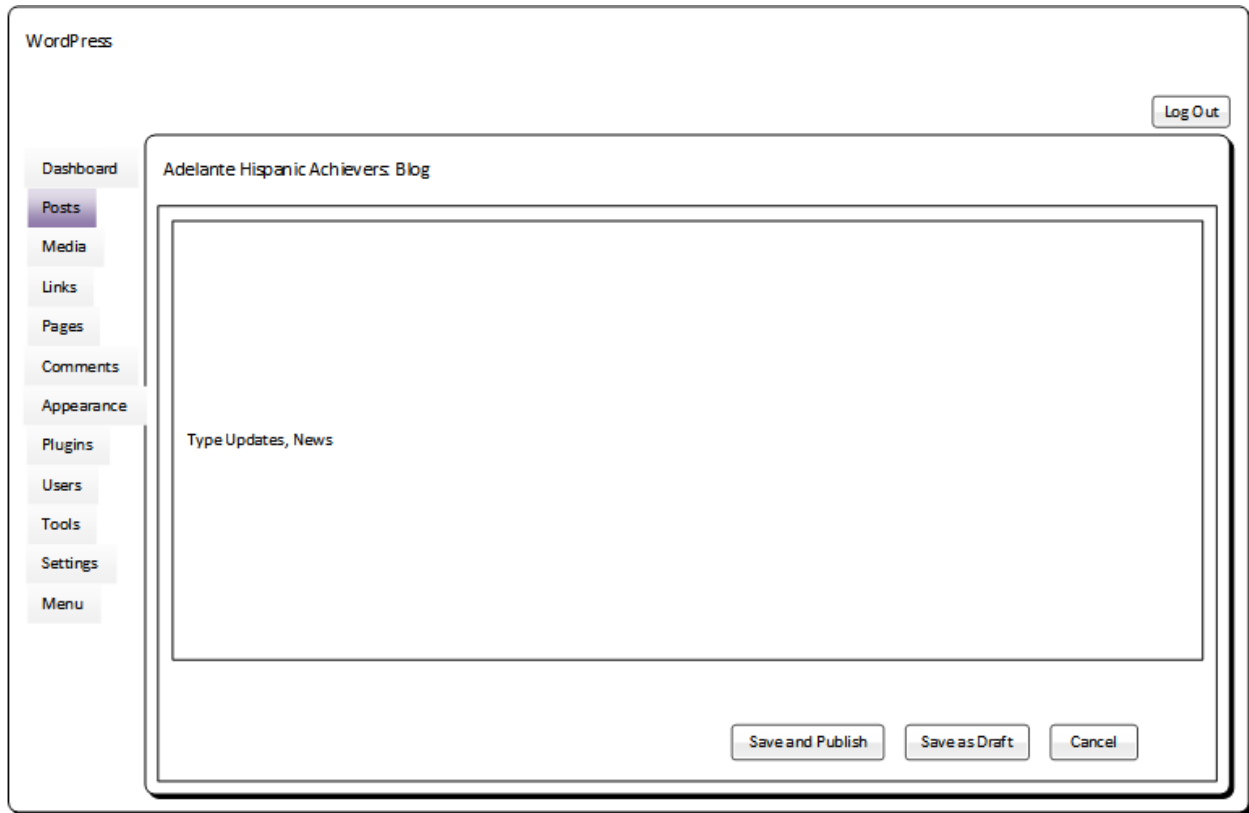 WordPress
Log Out
Dashboard
Posts
Media
Links
Pages
Comments
Appearance
Plugins
Users
Tools
Settings
Menu
Adelante Hispanic Achievers: Blog
Type Updates, News
Save and Publish
Save as Draft
Cancel